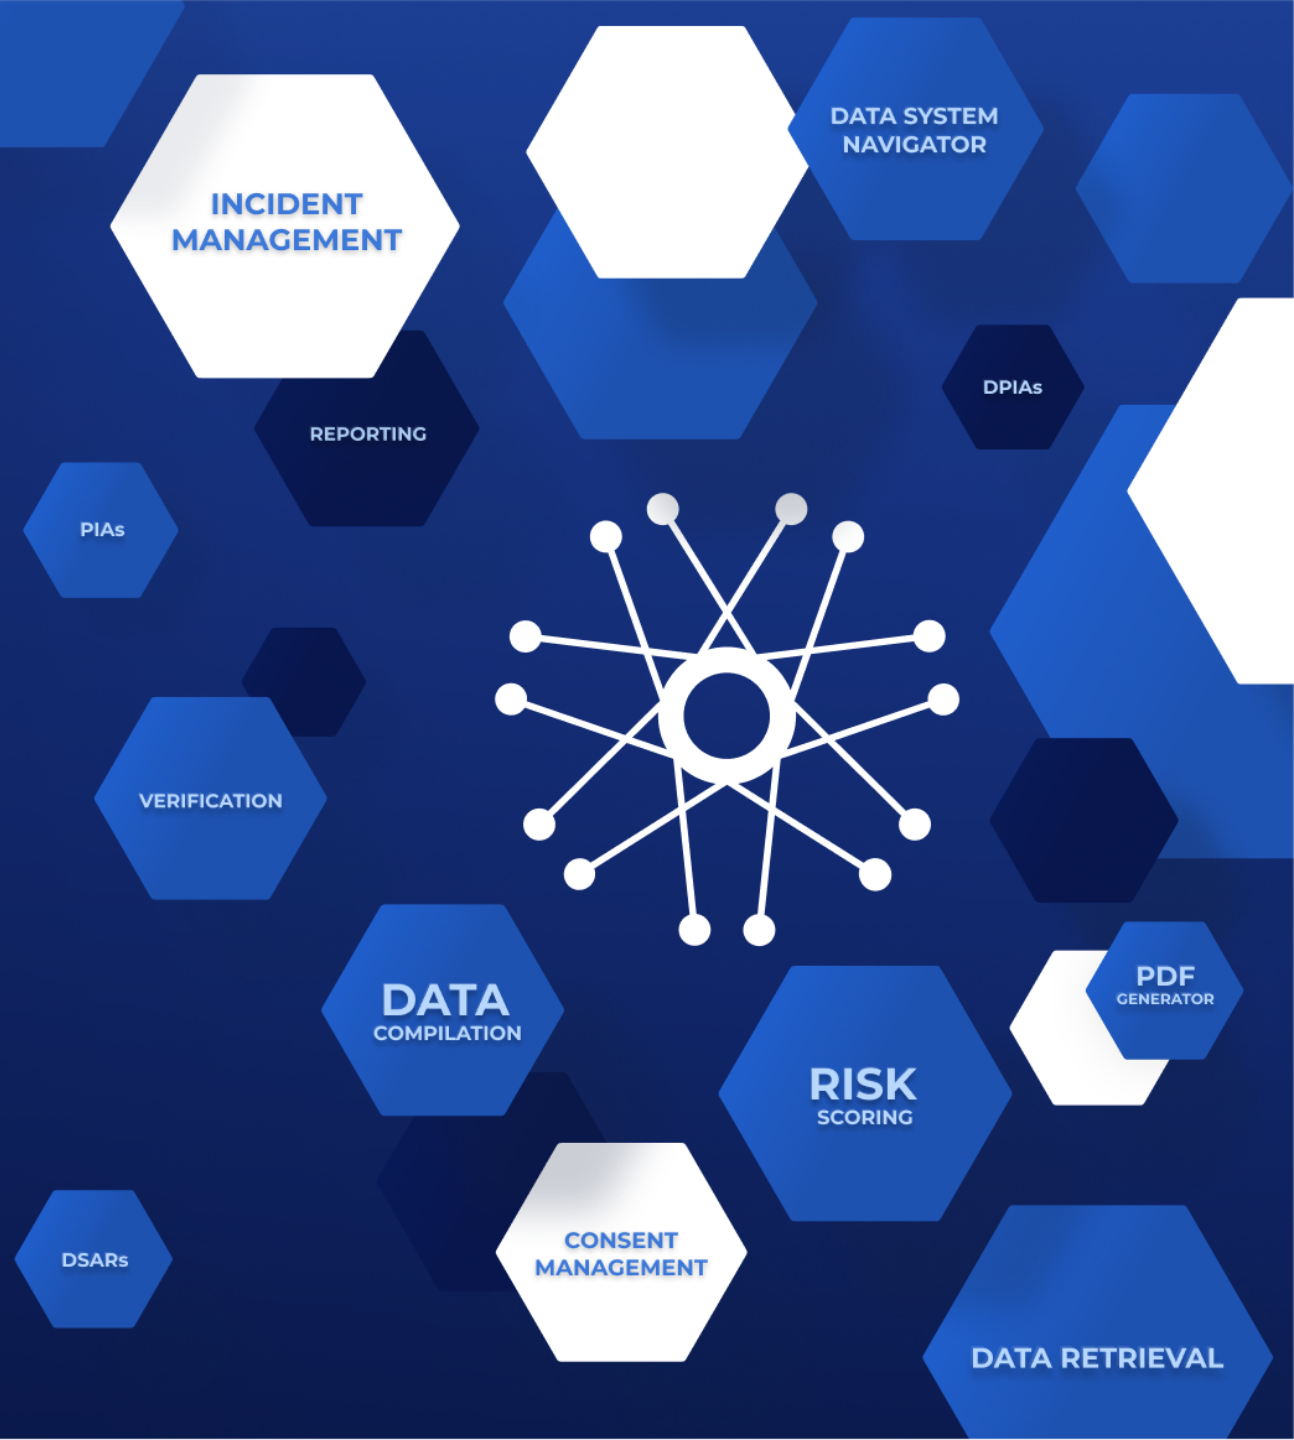 DATA SYSTEM
NAVIGATOR
INCIDENT
MANAGEMENT
DPIAs
REPORTING
PIAs
VERIFICATION
DATA
COMPILATION
PDF
GENERATOR
RISK
SCORING
CONSENT
MANAGEMENT
DSARs
DATA RETRIEVAL